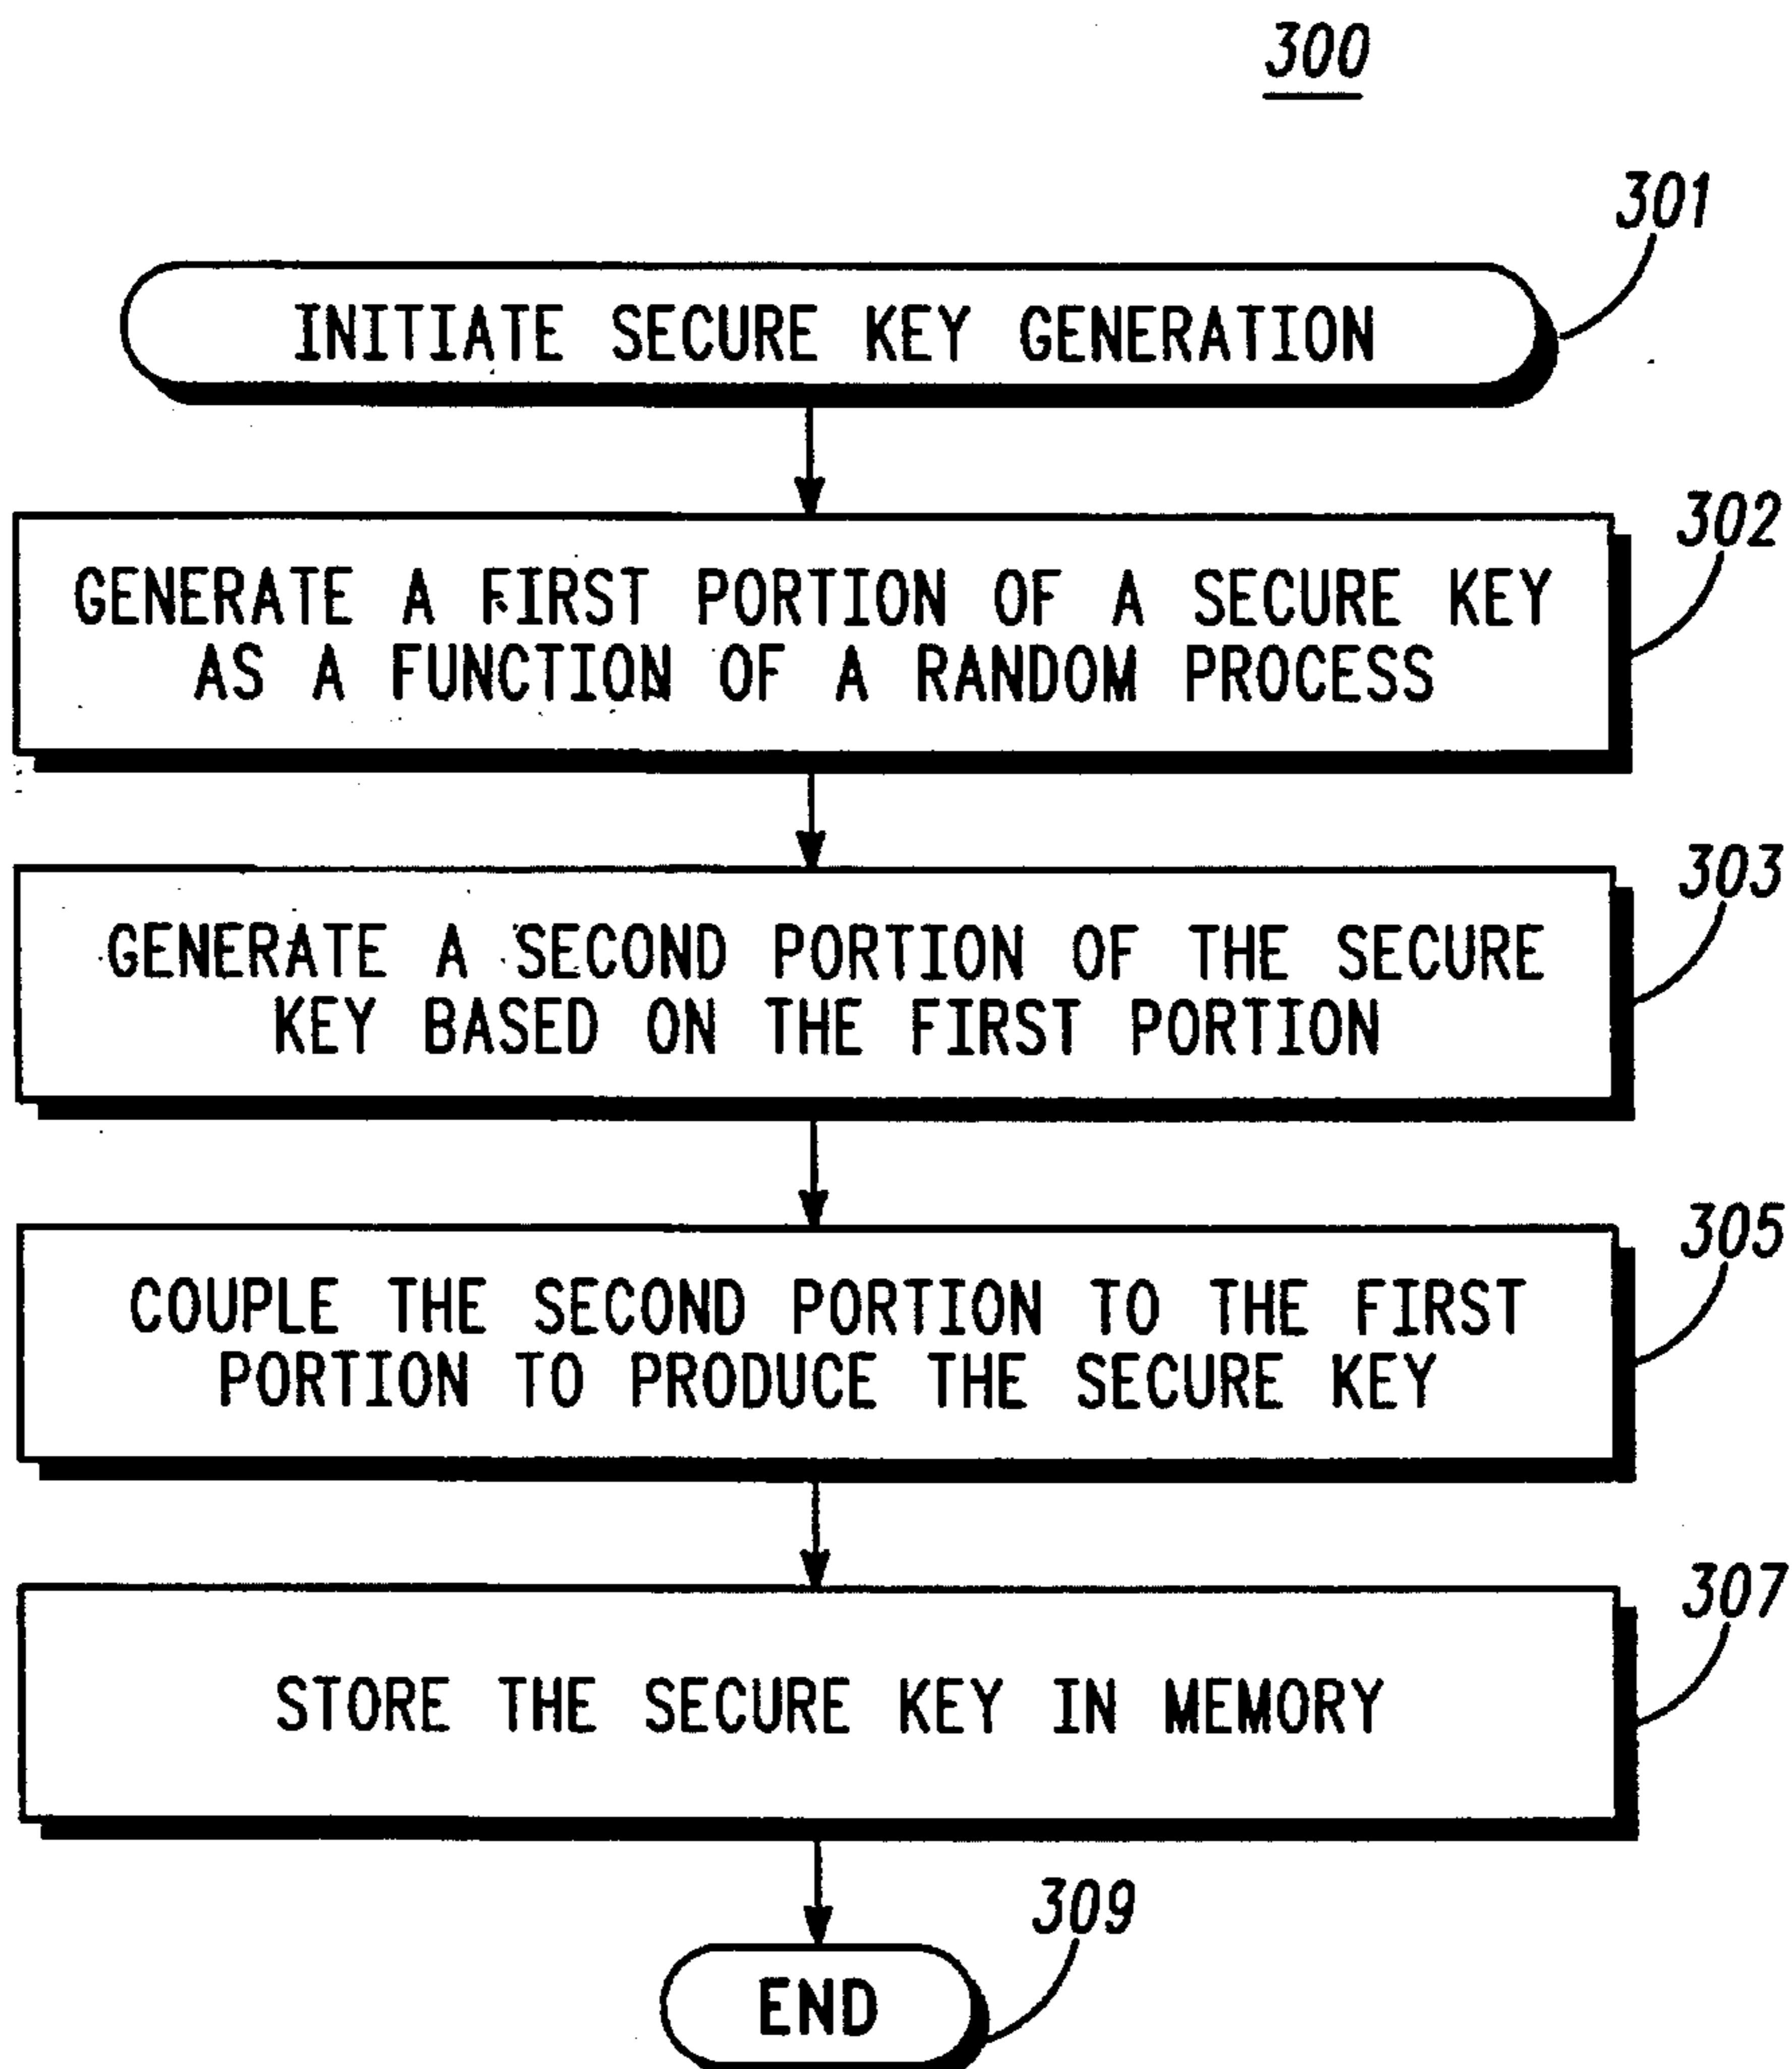 300
301
INITIATE SECURE KEY GENERATION
302
GENERATE A FIRST PORTION OF A SECURE KEY
AS A FUNCTION OF A RANDOM PROCESS
303
GENERATE A SECOND PORTION OF THE SECURE
KEY BASED ON THE FIRST PORTION
305
COUPLE THE SECOND PORTION TO THE FIRST
PORTION TO PRODUCE THE SECURE KEY
307
STORE THE SECURE KEY IN MEMORY
309
END